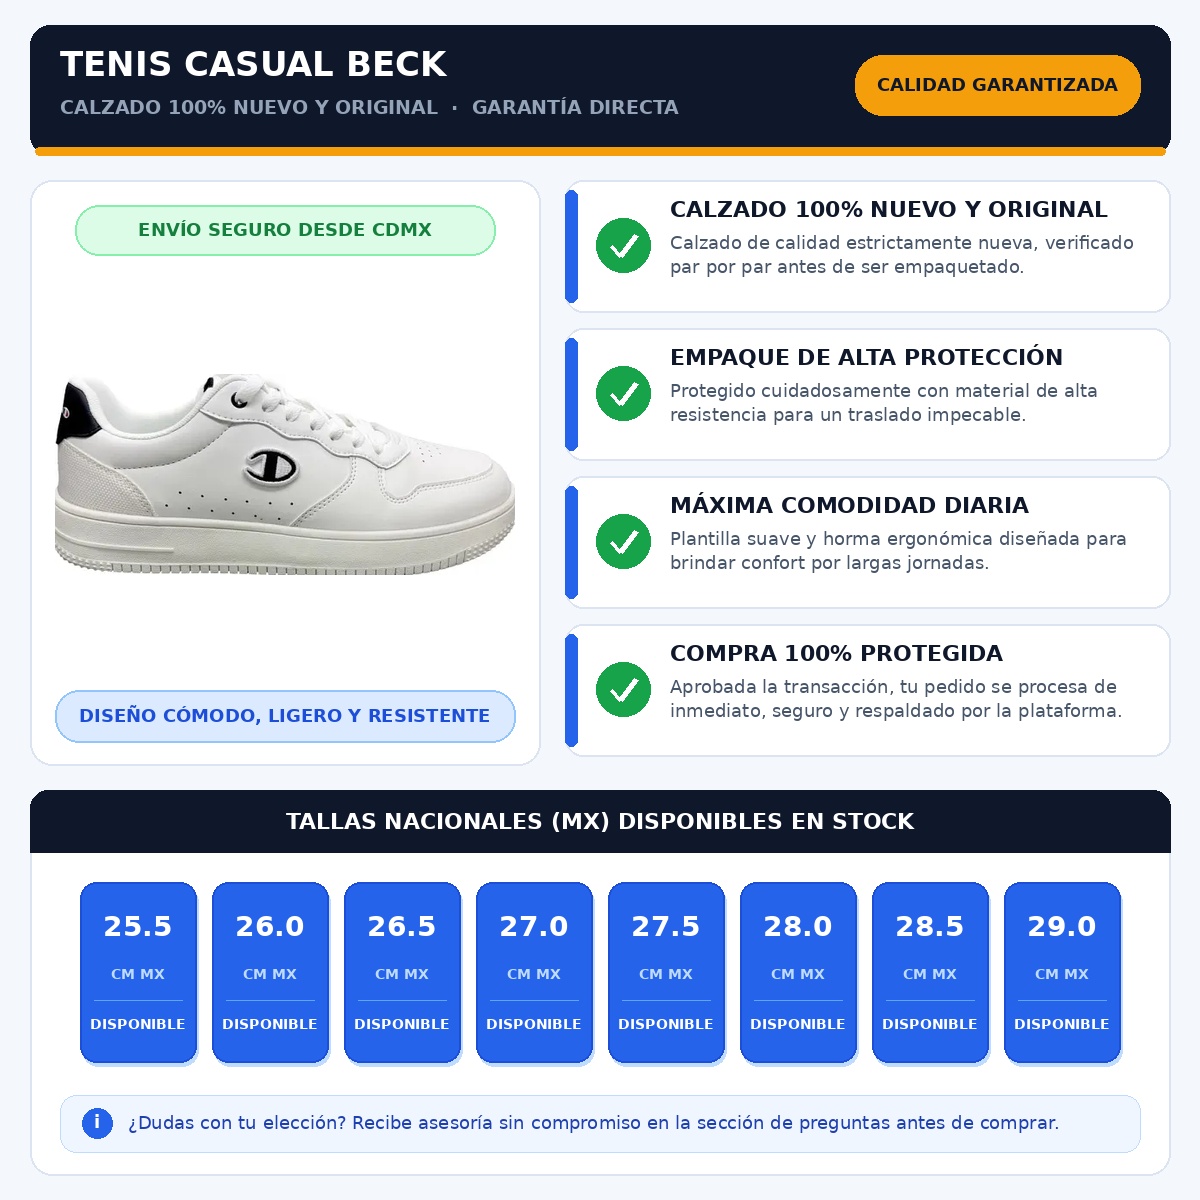 TENIS CASUAL BECK
CALZADO 100% NUEVO Y ORIGINAL · GARANTÍA DIRECTA
CALIDAD GARANTIZADA
ENVÍO SEGURO DESDE CDMX
DISEÑO CÓMODO, LIGERO Y RESISTENTE
CALZADO 100% NUEVO Y ORIGINAL
Calzado de calidad estrictamente nueva, verificado
par por par antes de ser empaquetado.
EMPAQUE DE ALTA PROTECCIÓN
Protegido cuidadosamente con material de alta
resistencia para un traslado impecable.
MÁXIMA COMODIDAD DIARIA
Plantilla suave y horma ergonómica diseñada para
brindar confort por largas jornadas.
COMPRA 100% PROTEGIDA
Aprobada la transacción, tu pedido se procesa de
inmediato, seguro y respaldado por la plataforma.
TALLAS NACIONALES (MX) DISPONIBLES EN STOCK
25.5 26.0 26.5 27.0 27.5 28.0 28.5 29.0
CM MX CM MX CM MX CM MX CM MX CM MX CM MX CM MX
DISPONIBLE DISPONIBLE DISPONIBLE DISPONIBLE DISPONIBLE DISPONIBLE DISPONIBLE DISPONIBLE
i ¿Dudas con tu elección? Recibe asesoría sin compromiso en la sección de preguntas antes de comprar.